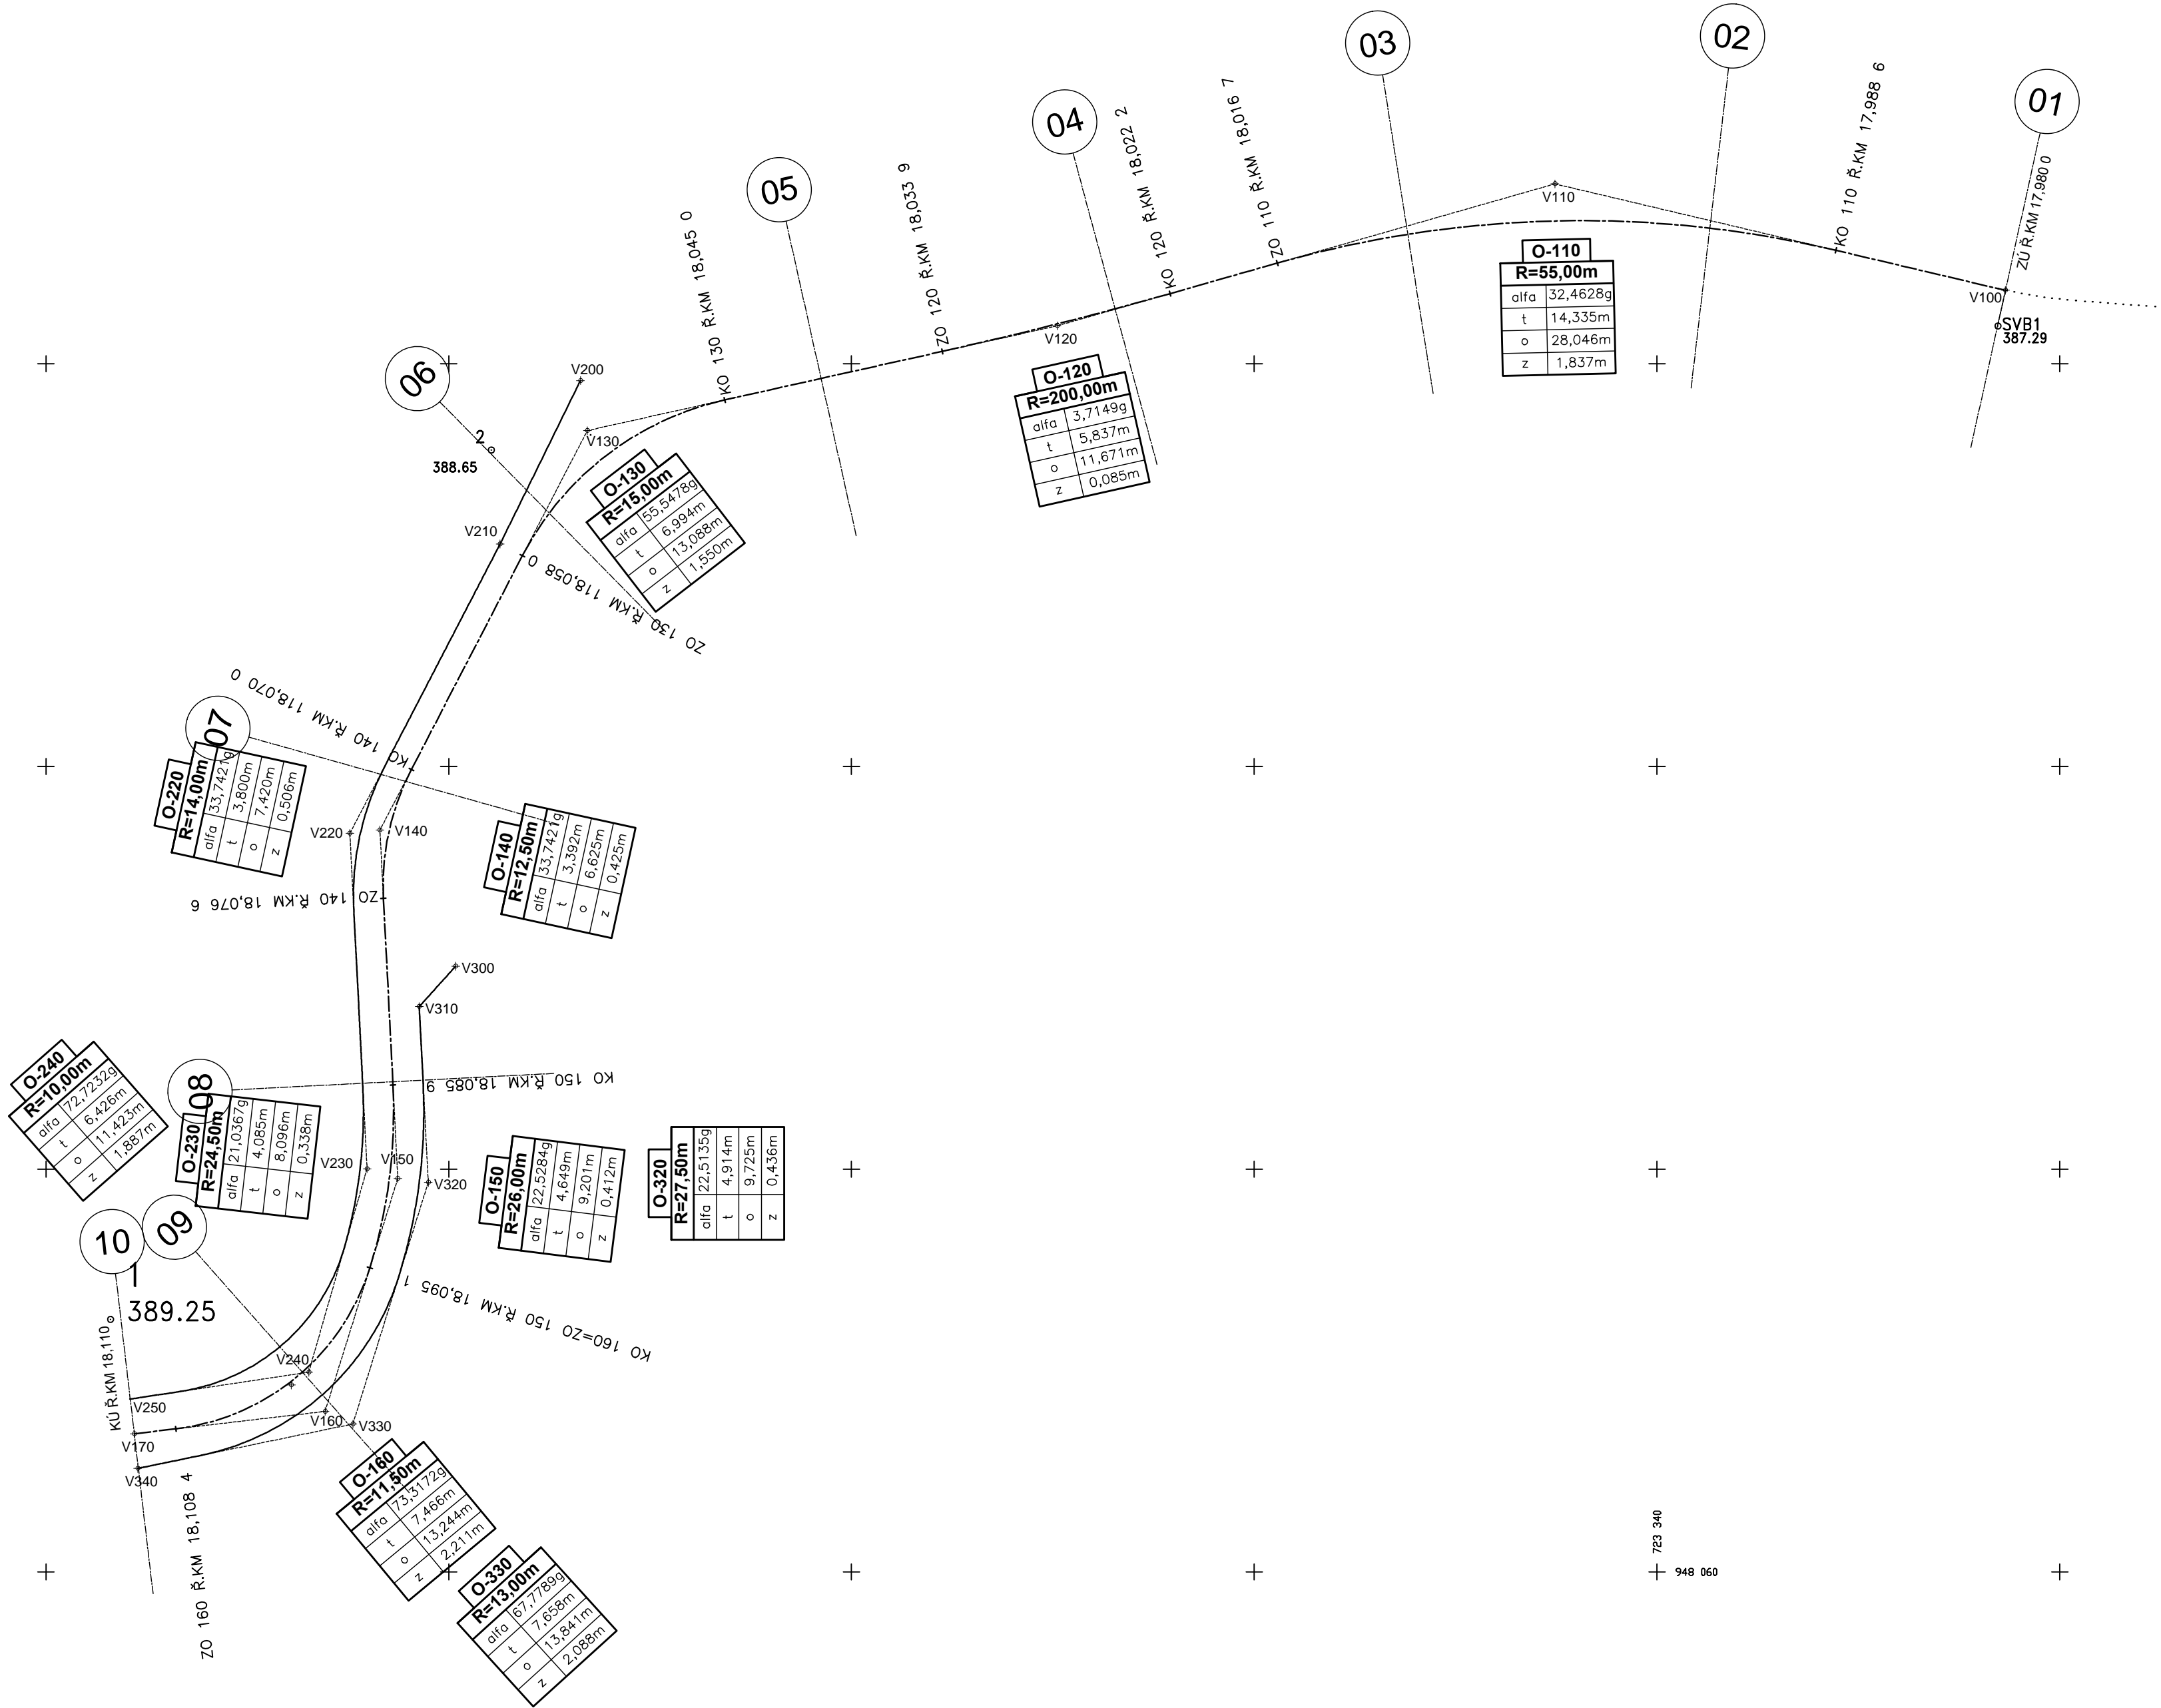 01
02
03
04
05
06
07
08
09
10
ZÚ Ř.KM 17,980 0
KO 110 Ř.KM 17,988 6
ZO 110 Ř.KM 18,016 7
KO 120 Ř.KM 18,022 2
ZO 120 Ř.KM 18,033 9
KO 130 Ř.KM 18,045 0
ZO 130 Ř.KM 118,058 0
KO 140 Ř.KM 118,070 0
ZO 140 Ř.KM 18,076 6
KO 150 Ř.KM 18,085 9
KO 160=ZO 150 Ř.KM 18,095 1
ZO 160 Ř.KM 18,108 4
KÚ Ř.KM 18,110
V100
SVB1
387.29
V110
V120
V130
V200
V210
2
388.65
V220
V140
V300
V310
V230
V150
V320
V240
V160
V330
V250
V170
V340
1
389.25
O-110
R=55,00m
alfa 32,4628g
t 14,335m
o 28,046m
z 1,837m
O-120
R=200,00m
alfa 3,7149g
t 5,837m
o 11,671m
z 0,085m
O-130
R=15,00m
alfa 55,5478g
t 6,994m
o 13,088m
z 1,550m
O-220
R=14,00m
alfa 33,7421g
t 3,800m
o 7,420m
z 0,506m
O-140
R=12,50m
alfa 33,7421g
t 3,392m
o 6,625m
z 0,425m
O-240
R=10,00m
alfa 72,7232g
t 6,426m
o 11,423m
z 1,887m
O-230
R=24,50m
alfa 21,0367g
t 4,085m
o 8,096m
z 0,338m
O-150
R=26,00m
alfa 22,5284g
t 4,649m
o 9,201m
z 0,412m
O-320
R=27,50m
alfa 22,5135g
t 4,914m
o 9,725m
z 0,436m
O-160
R=11,50m
alfa 73,3172g
t 7,466m
o 13,244m
z 2,211m
O-330
R=13,00m
alfa 67,7789g
t 7,658m
o 13,841m
z 2,088m
723 340
948 060